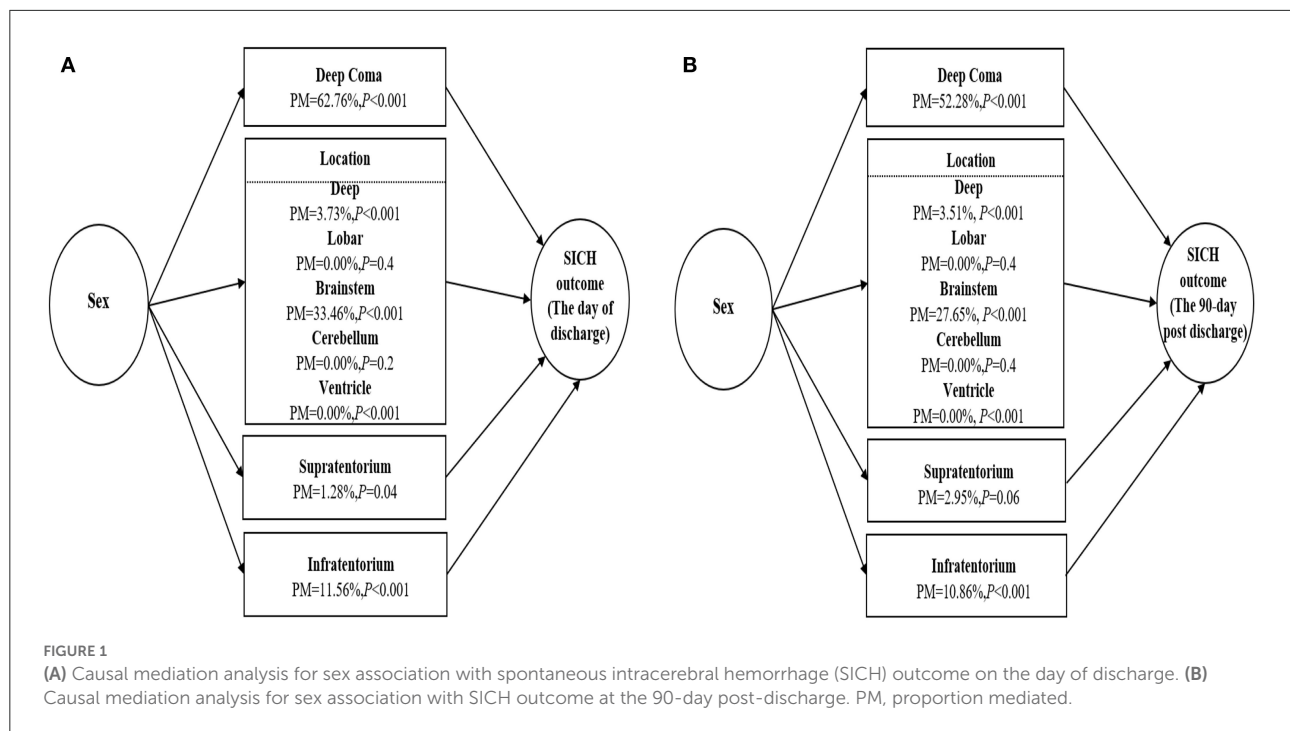 A
Deep Coma
PM=62.76%,P<0.001
Location
Deep
PM=3.73%,P<0.001
Lobar
PM=0.00%,P=0.4
Brainstem
PM=33.46%,P<0.001
Cerebellum
PM=0.00%,P=0.2
Ventricle
PM=0.00%,P<0.001
Supratentorium
PM=1.28%,P=0.04
Infratentorium
PM=11.56%,P<0.001
Sex
SICH
outcome
(The day of
discharge)
B
Deep Coma
PM=52.28%,P<0.001
Location
Deep
PM=3.51%, P<0.001
Lobar
PM=0.00%,P=0.4
Brainstem
PM=27.65%, P<0.001
Cerebellum
PM=0.00%,P=0.4
Ventricle
PM=0.00%, P<0.001
Supratentorium
PM=2.95%,P=0.06
Infratentorium
PM=10.86%,P<0.001
Sex
SICH
outcome
(The 90-day
post discharge)
FIGURE 1
(A) Causal mediation analysis for sex association with spontaneous intracerebral hemorrhage (SICH) outcome on the day of discharge. (B)
Causal mediation analysis for sex association with SICH outcome at the 90-day post-discharge. PM, proportion mediated.